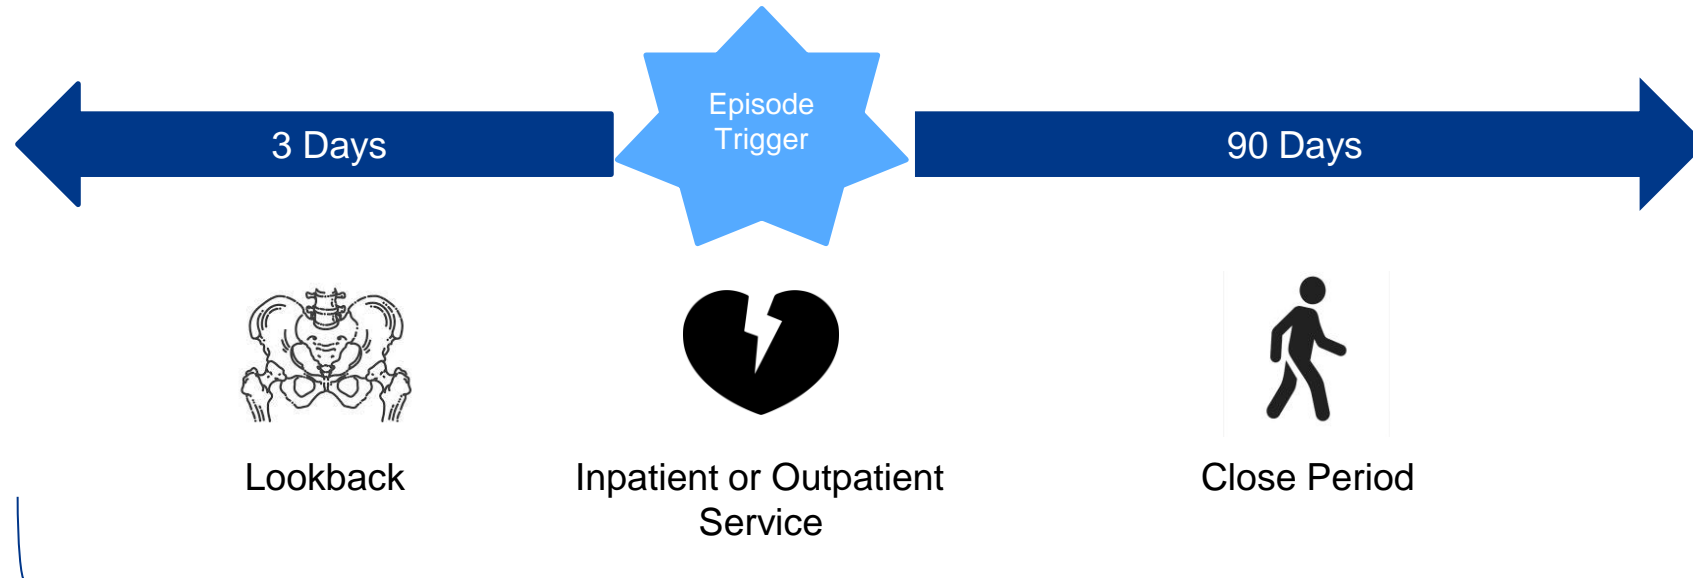 Episode
Trigger
3 Days
90 Days
Lookback
Inpatient or Outpatient
Service
Close Period